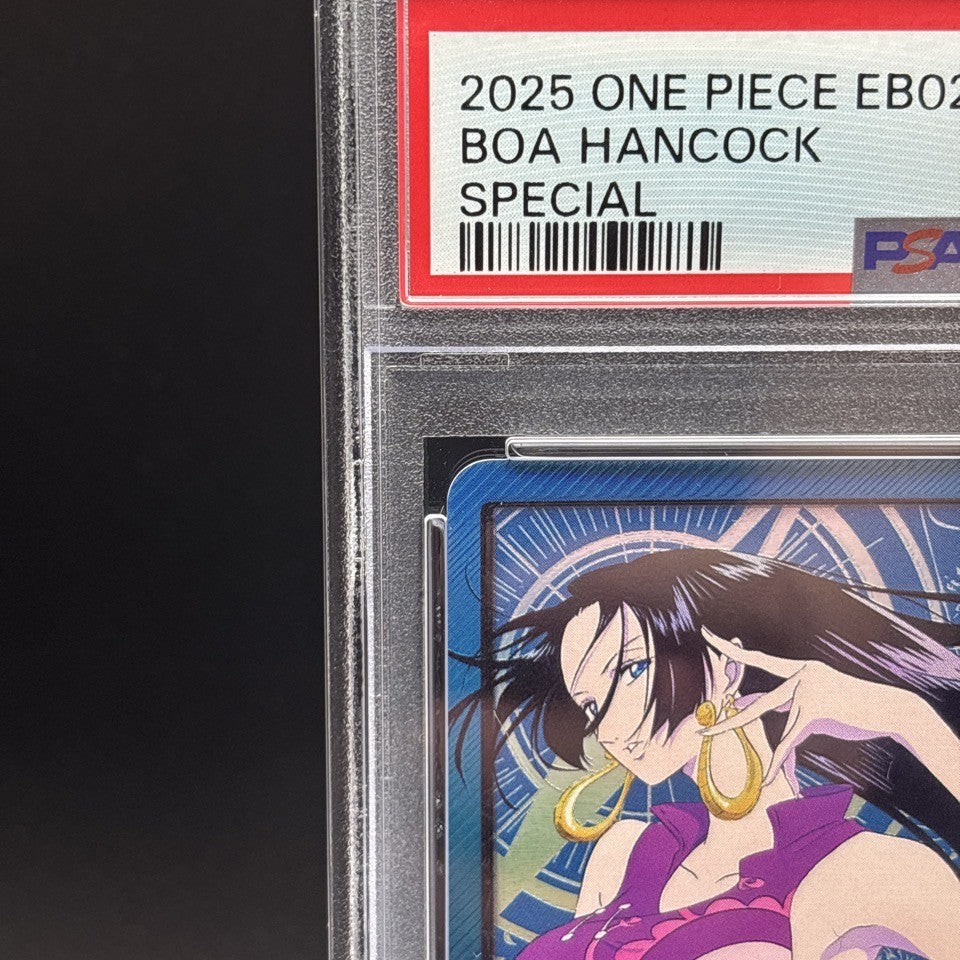 2025 ONE PIECE EB02
BOA HANCOCK
SPECIAL
PSA